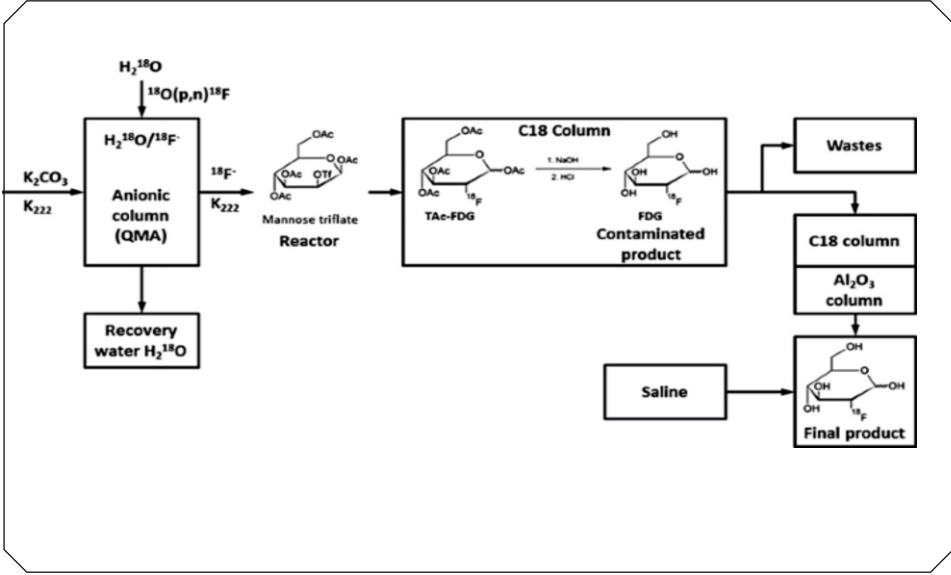 H₂¹⁸O
¹⁸O(p,n)¹⁸F
H₂¹⁸O/¹⁸F⁻
Anionic
column
(QMA)
K₂CO₃
K₂₂₂
¹⁸F⁻
K₂₂₂
Recovery
water H₂¹⁸O
OAc
O
OAc
OAc
OTf
OAc
Mannose triflate
Reactor
C18 Column
OAc
O
OAc
OAc
OAc
¹⁸F
TAc-FDG
1. NaOH
2. HCl
OH
O
OH
OH
OH
¹⁸F
FDG
Contaminated
product
Wastes
C18 column
Al₂O₃
column
Saline
OH
O
OH
OH
OH
¹⁸F
Final product